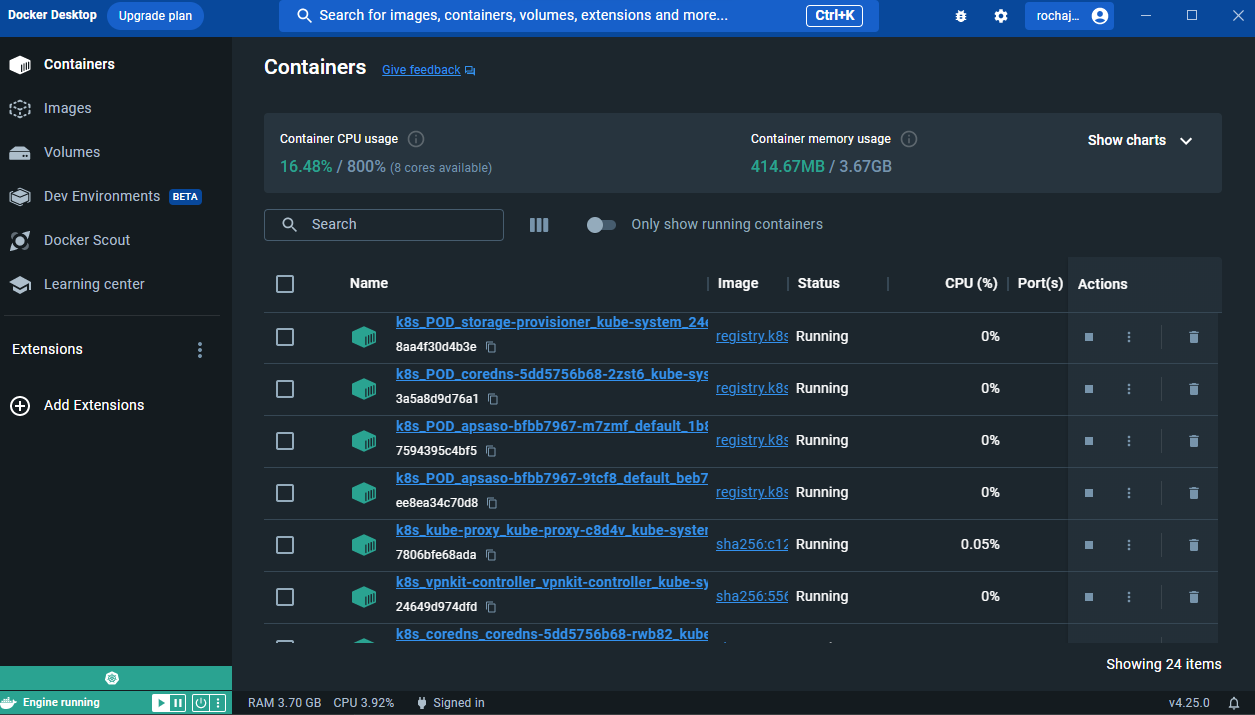 Docker Desktop
Upgrade plan
Search for images, containers, volumes, extensions and more...
Ctrl+K
rochaj...
Containers
Images
Volumes
Dev Environments BETA
Docker Scout
Learning center
Extensions
Add Extensions
Containers
Give feedback
Container CPU usage
16.48% / 800% (8 cores available)
Container memory usage
414.67MB / 3.67GB
Show charts
Search
Only show running containers
Name Image Status CPU (%) Port(s) Actions
k8s_POD_storage-provisioner_kube-system_24
8aa4f30d4b3e
registry.k8s Running 0%
k8s_POD_coredns-5dd5756b68-2zst6_kube-sys
3a5a8d9d76a1
registry.k8s Running 0%
k8s_POD_apsaso-bfbb7967-m7zmf_default_1b8
7594395c4bf5
registry.k8s Running 0%
k8s_POD_apsaso-bfbb7967-9tcf8_default_beb7
ee8ea34c70d8
registry.k8s Running 0%
k8s_kube-proxy_kube-proxy-c8d4v_kube-system
7806bfe68ada
sha256:c12 Running 0.05%
k8s_vpnkit-controller_vpnkit-controller_kube-sy
24649d974dfd
sha256:556 Running 0%
k8s_coredns_coredns-5dd5756b68-rwb82_kube
Showing 24 items
Engine running
RAM 3.70 GB CPU 3.92% Signed in
v4.25.0